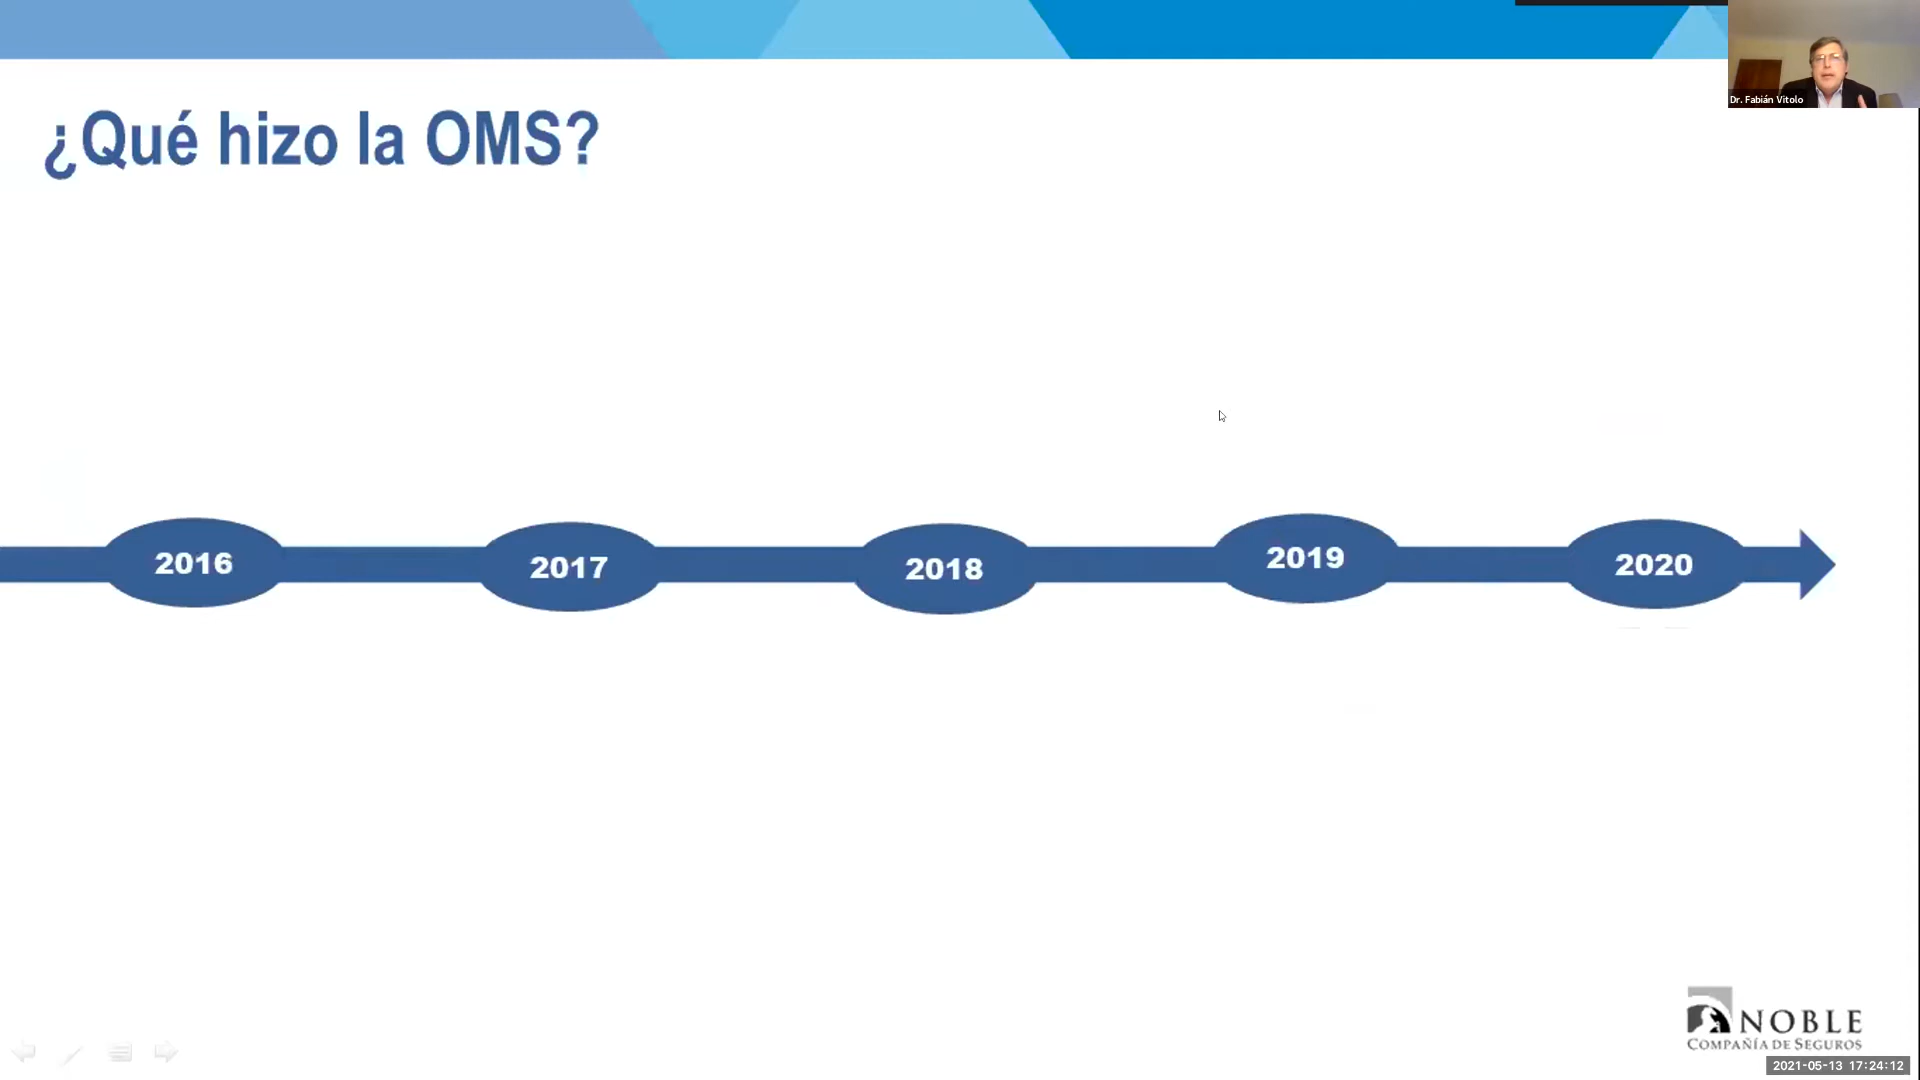 Dr. Fabián Vitolo
¿Qué hizo la OMS?
2016
2017
2018
2019
2020
NOBLE
COMPAÑÍA DE SEGUROS
2021-05-13 17:24:12